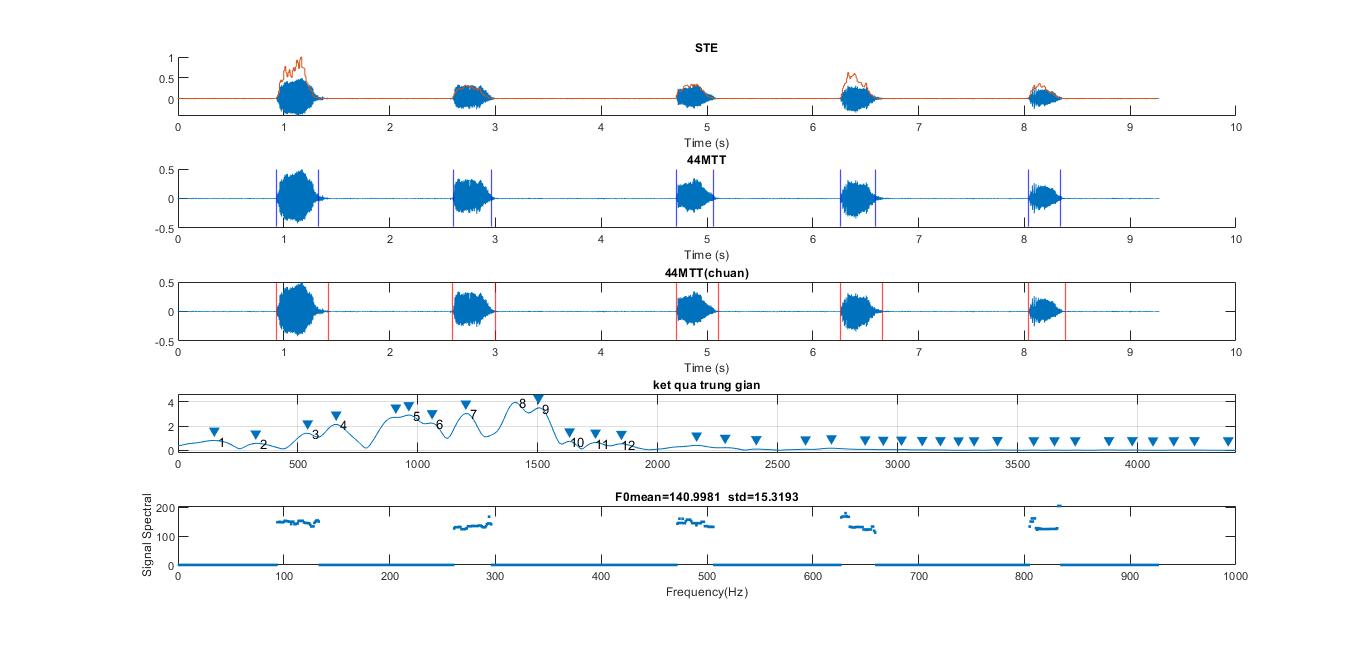 STE
1
0.5
0
0 1 2 3 4 5 6 7 8 9 10
Time (s)
44MTT
0.5
0
-0.5
0 1 2 3 4 5 6 7 8 9 10
Time (s)
44MTT(chuan)
0.5
0
-0.5
0 1 2 3 4 5 6 7 8 9 10
Time (s)
ket qua trung gian
4
2
0
1 2 3 4 5 6 7 8 9 10 11 12
0 500 1000 1500 2000 2500 3000 3500 4000
F0mean=140.9981 std=15.3193
Signal Spectral
200
100
0
0 100 200 300 400 500 600 700 800 900 1000
Frequency(Hz)